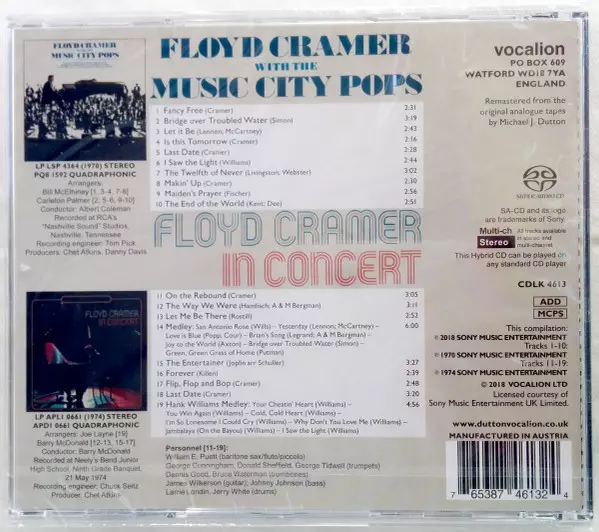 FLOYD CRAMER
WITH THE
MUSIC CITY POPS
1 Fancy Free (Cramer) 2:31
2 Bridge over Troubled Water (Simon) 3:19
3 Let it Be (Lennon; McCartney) 2:43
4 Is this Tomorrow (Cramer) 2:16
5 Last Date (Cramer) 2:28
6 I Saw the Light (Williams) 2:44
7 The Twelfth of Never (Livingston; Webster) 3:02
8 Makin' Up (Cramer) 2:30
9 Maiden's Prayer (Fischer) 2:56
10 The End of the World (Kent; Dee) 2:51
FLOYD CRAMER
MUSIC CITY POPS
LP LSP 4364 (1970) STEREO
PQ8 1592 QUADRAPHONIC
Arrangers:
Bill McElhiney [1, 3-4, 7-8]
Carleton Palmer [2, 5-6, 9-10]
Conductor: Albert Coleman
Recorded at RCA's
"Nashville Sound" Studios,
Nashville, Tennessee
Recording engineer: Tom Pick
Producers: Chet Atkins, Danny Davis
FLOYD CRAMER
IN CONCERT
11 On the Rebound (Cramer) 3:05
12 The Way We Were (Hamlisch; A & M Bergman) 3:11
13 Let Me Be There (Rostill) 2:52
14 Medley: San Antonio Rose (Wills) – Yesterday (Lennon; McCartney) – 6:00
Love is Blue (Popp; Cour) – Brian's Song (Legrand; A & M Bergman) –
Joy to the World (Axton) – Bridge over Troubled Water (Simon) –
Green, Green Grass of Home (Putman)
15 The Entertainer (Joplin arr Schuller) 3:27
16 Forever (Killen) 2:39
17 Flip, Flop and Bop (Cramer) 2:48
18 Last Date (Cramer) 3:20
19 Hank Williams Medley: Your Cheatin' Heart (Williams) – 4:56
You Win Again (Williams) – Cold, Cold Heart (Williams) –
I'm So Lonesome I Could Cry (Williams) – Why Don't You Love Me (Williams) –
Jambalaya (On the Bayou) (Williams) – I Saw the Light (Williams)
Personnel [11-19]:
William E. Puett (baritone sax/flute/piccolo)
George Cunningham, Donald Sheffield, George Tidwell (trumpets)
Dennis Good, Bruce Waterman (trombones)
James Wilkerson (guitar), Johnny Johnson (bass)
Larrie Londin, Jerry White (drums)
FLOYD CRAMER
IN CONCERT
LP APL1 0661 (1974) STEREO
APD1 0661 QUADRAPHONIC
Arrangers: Joe Layne [19]
Barry McDonald [12-13, 15-17]
Conductor: Barry McDonald
Recorded at Neely's Bend Junior
High School, Ninth Grade Banquet,
21 May 1974
Recording engineer: Chuck Seitz
Producer: Chet Atkins
vocalion
PO BOX 609
WATFORD WD18 7YA
ENGLAND
Remastered from the
original analogue tapes
by Michael J. Dutton
SUPER AUDIO CD
SA-CD and its logo
are trademarks of Sony.
Multi-ch
Stereo
All tracks available
in stereo and
multi-channel
This Hybrid CD can be played on
any standard CD player
CDLK 4613
ADD
MCPS
This compilation:
℗ 2018 SONY MUSIC ENTERTAINMENT
Tracks 1-10:
℗ 1970 SONY MUSIC ENTERTAINMENT
Tracks 11-19:
℗ 1974 SONY MUSIC ENTERTAINMENT
© 2018 VOCALION LTD
Licensed courtesy of
Sony Music Entertainment UK Limited.
www.duttonvocalion.co.uk
MANUFACTURED IN AUSTRIA
7 65387 46132 4